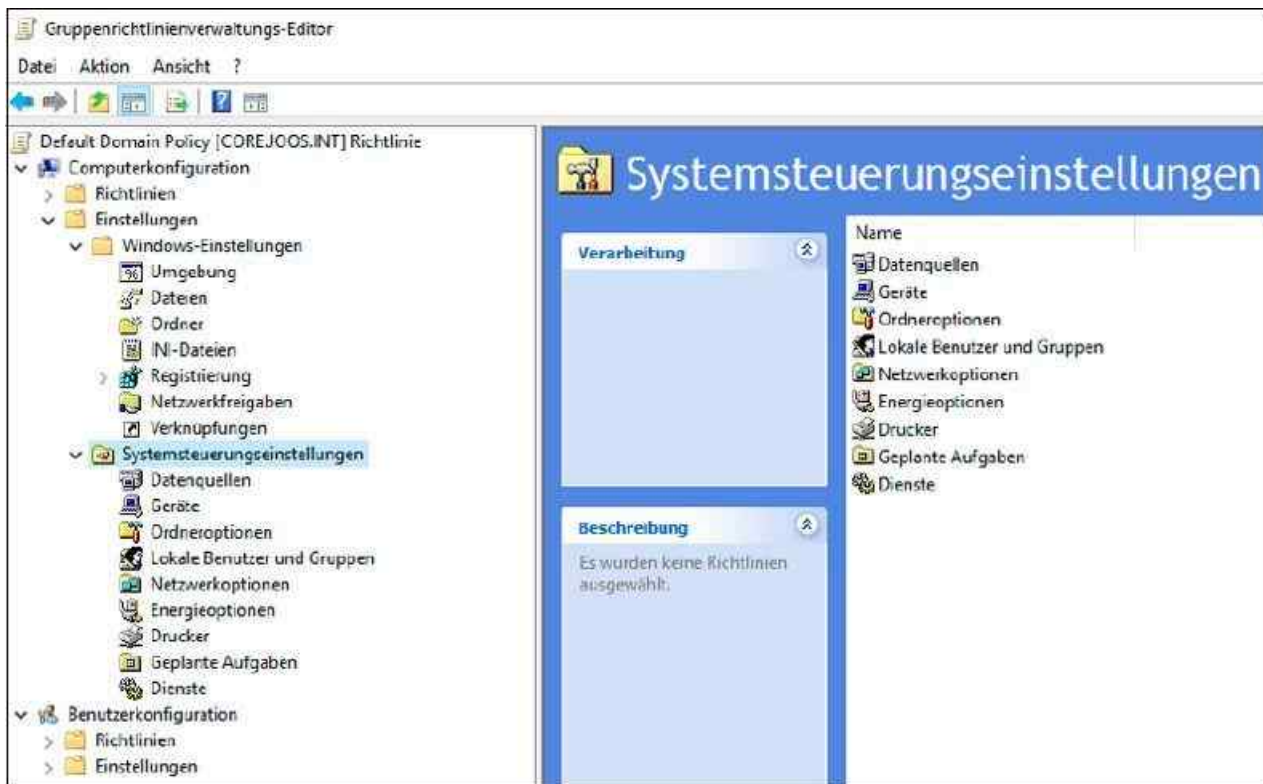 Gruppenrichtlinienverwaltungs-Editor
Datei Aktion Ansicht ?
Default Domain Policy [COREJOOS.INT] Richtlinie
Computerkonfiguration
Richtlinien
Einstellungen
Windows-Einstellungen
Umgebung
Dateien
Ordner
INI-Dateien
Registrierung
Netzwerkfreigaben
Verknüpfungen
Systemsteuerungseinstellungen
Datenquellen
Geräte
Ordneroptionen
Lokale Benutzer und Gruppen
Netzwerkoptionen
Energieoptionen
Drucker
Geplante Aufgaben
Dienste
Benutzerkonfiguration
Richtlinien
Einstellungen
Systemsteuerungseinstellungen
Verarbeitung
Beschreibung
Es wurden keine Richtlinien
ausgewählt.
Name
Datenquellen
Geräte
Ordneroptionen
Lokale Benutzer und Gruppen
Netzwerkoptionen
Energieoptionen
Drucker
Geplante Aufgaben
Dienste